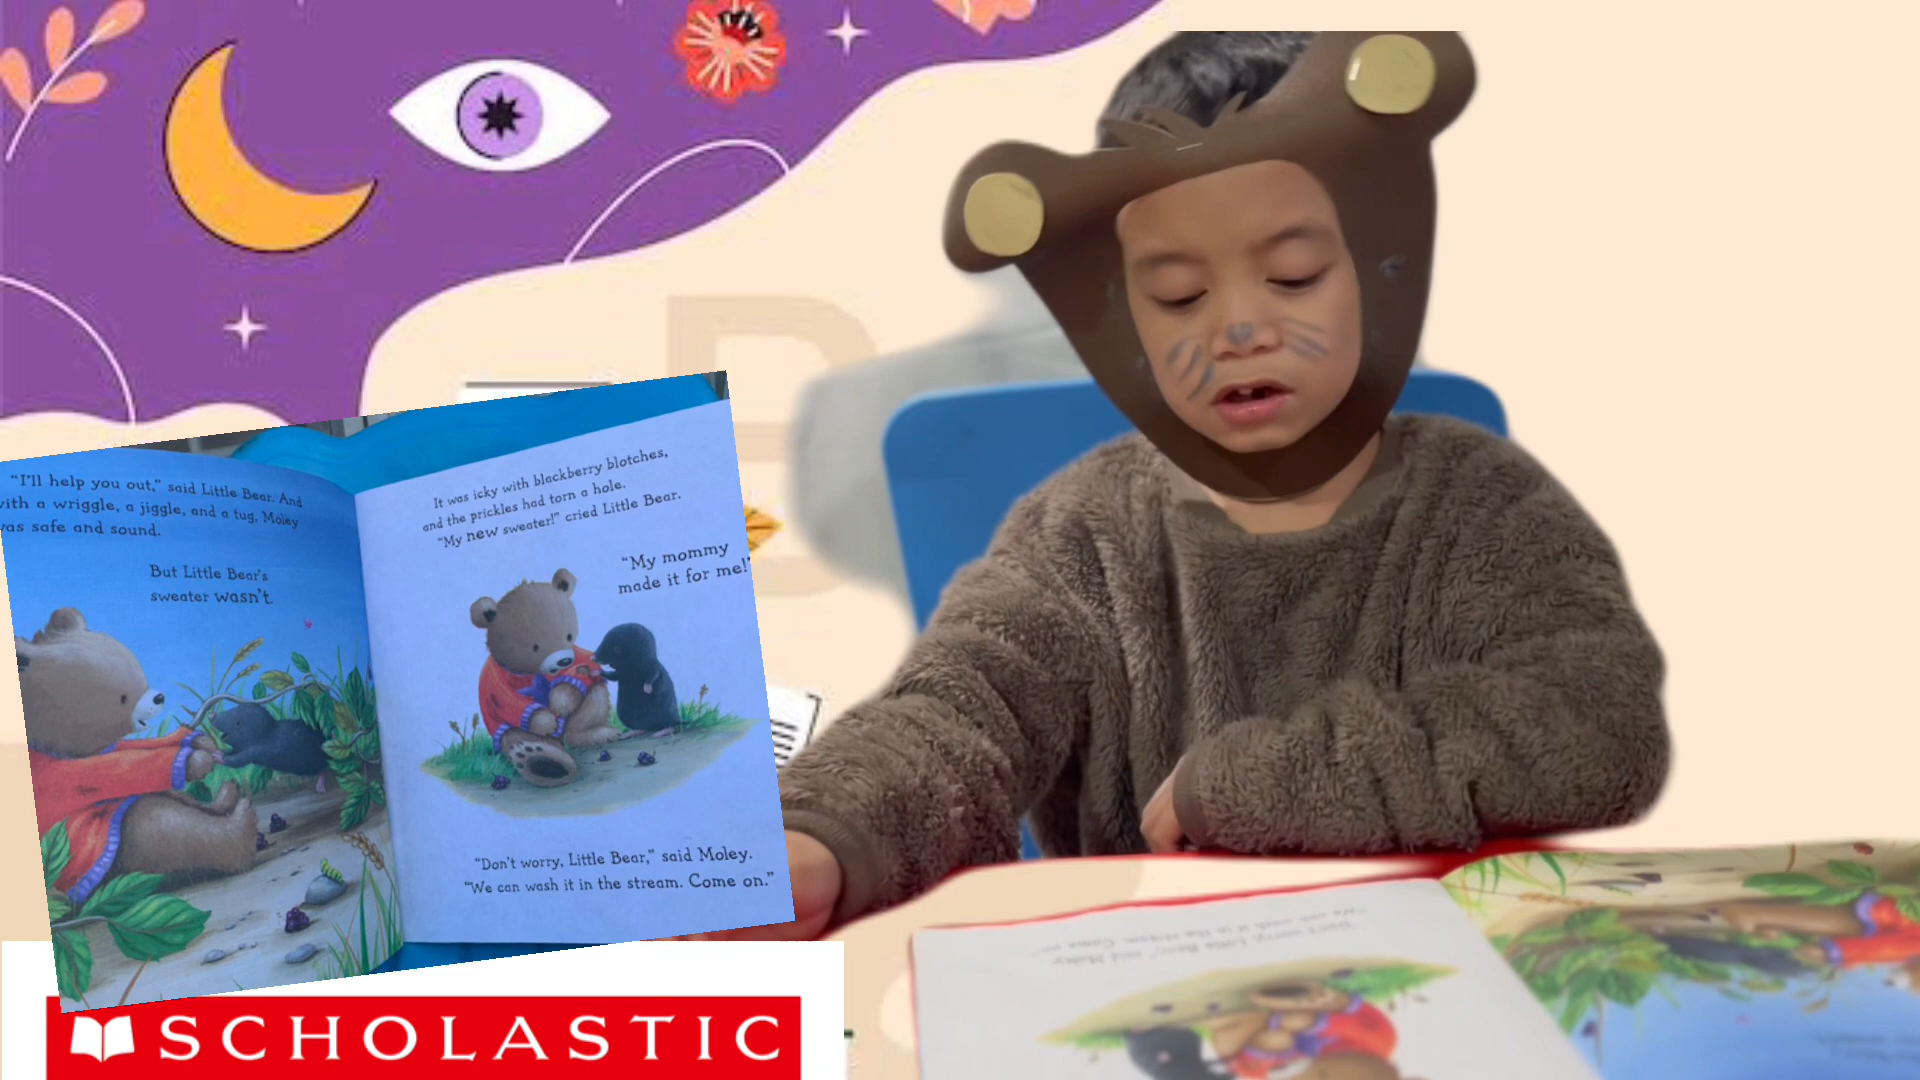 "I'll help you out," said Little Bear. And
with a wriggle, a jiggle, and a tug, Moley
was safe and sound.
But Little Bear's
sweater wasn't.
It was icky with blackberry blotches,
and the prickles had torn a hole.
"My new sweater!" cried Little Bear.
"My mommy
made it for me!"
"Don't worry, Little Bear," said Moley.
"We can wash it in the stream. Come on."
SCHOLASTIC